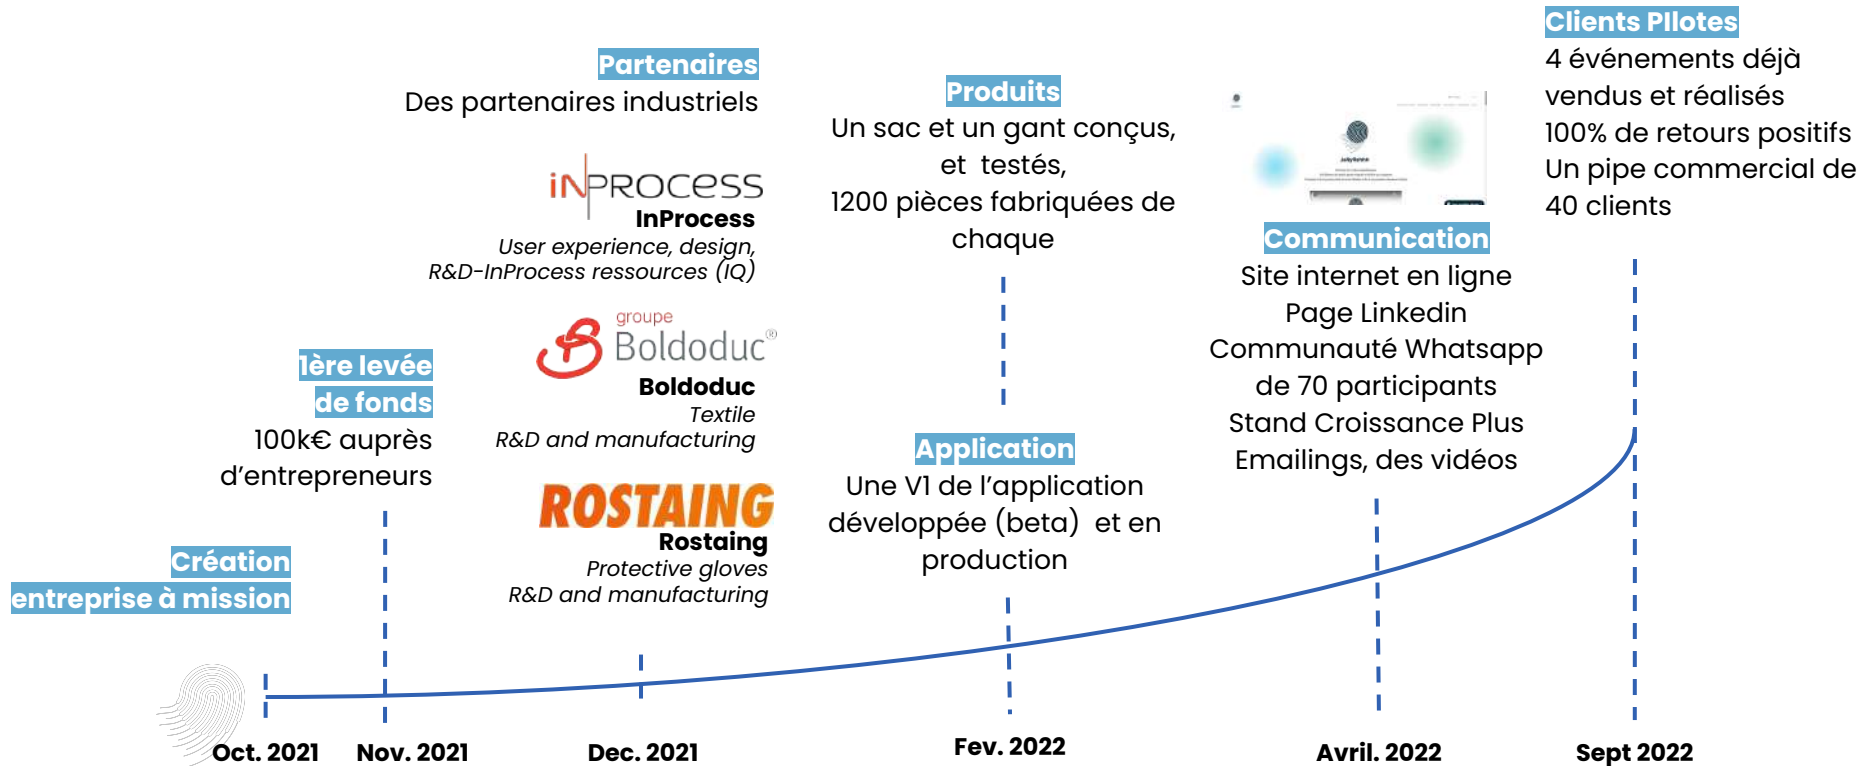 Création
entreprise à mission
Oct. 2021
1ère levée
de fonds
100k€ auprès
d’entrepreneurs
Nov. 2021
Partenaires
Des partenaires industriels
iNPROCESS
InProcess
User experience, design,
R&D-InProcess ressources (IQ)
groupe
Boldoduc®
Boldoduc
Textile
R&D and manufacturing
ROSTAING
Rostaing
Protective gloves
R&D and manufacturing
Dec. 2021
Produits
Un sac et un gant conçus,
et testés,
1200 pièces fabriquées de
chaque
Application
Une V1 de l’application
développée (beta) et en
production
Fev. 2022
Communication
Site internet en ligne
Page Linkedin
Communauté Whatsapp
de 70 participants
Stand Croissance Plus
Emailings, des vidéos
Avril. 2022
Clients PIlotes
4 événements déjà
vendus et réalisés
100% de retours positifs
Un pipe commercial de
40 clients
Sept 2022